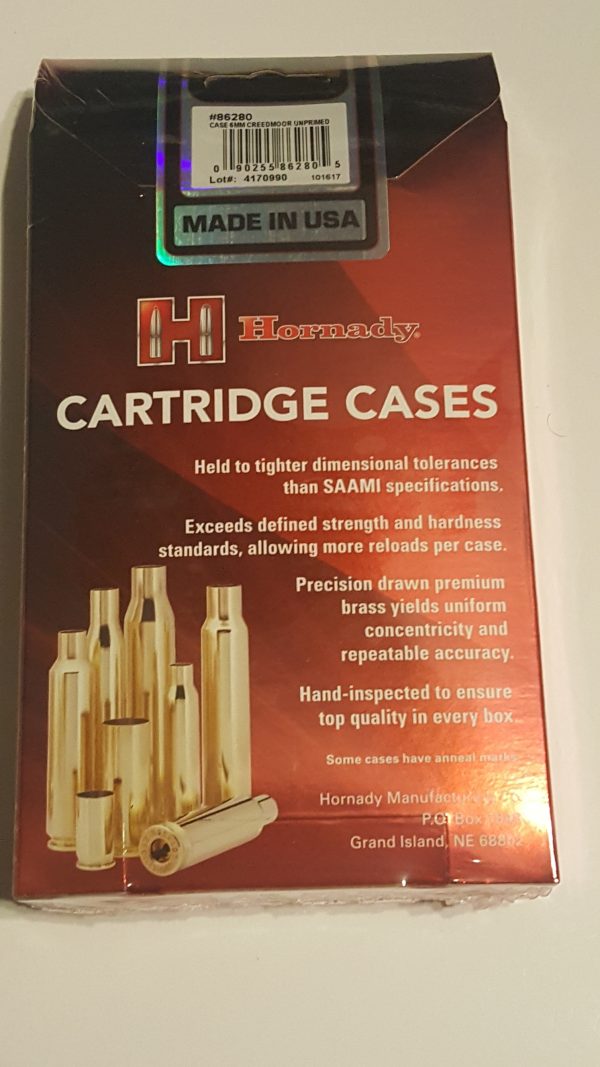 #86280
CASE 6MM CREEDMOOR UNPRIMED
0 90255 86280 5
Lot#: 4170990 101617
MADE IN USA
H Hornady®
CARTRIDGE CASES
Held to tighter dimensional tolerances
than SAAMI specifications.
Exceeds defined strength and hardness
standards, allowing more reloads per case.
Precision drawn premium
brass yields uniform
concentricity and
repeatable accuracy.
Hand-inspected to ensure
top quality in every box.
Some cases have anneal marks
Hornady
P.O. Box
Grand Island, NE